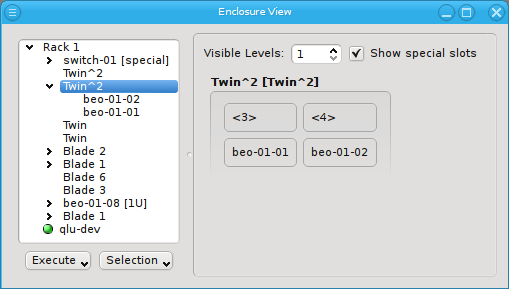 Enclosure View
Rack 1
switch-01 [special]
Twin^2
Twin^2
beo-01-02
beo-01-01
Twin
Twin
Blade 2
Blade 1
Blade 6
Blade 3
beo-01-08 [1U]
Blade 1
qlu-dev
Execute
Selection
Visible Levels: 1
Show special slots
Twin^2 [Twin^2]
<3> <4>
beo-01-01 beo-01-02